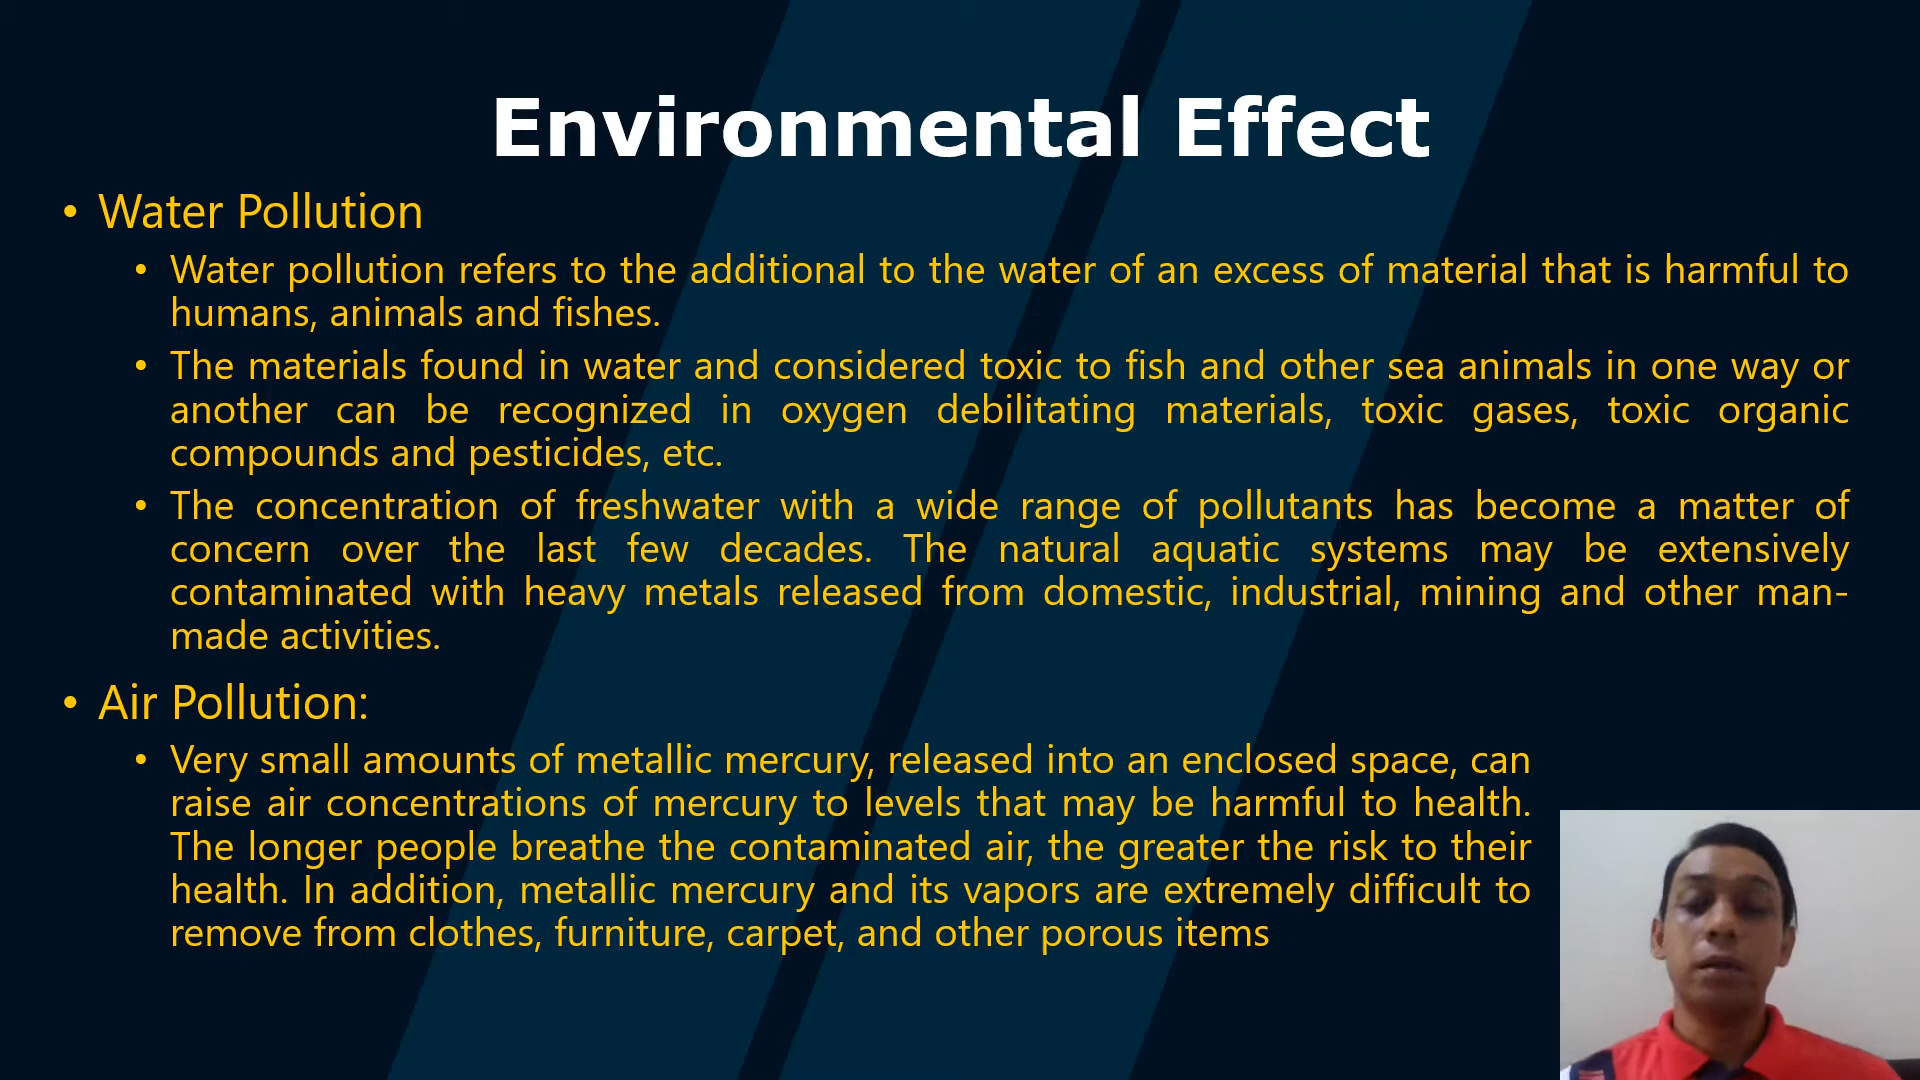 Environmental Effect
• Water Pollution
• Water pollution refers to the additional to the water of an excess of material that is harmful to
humans, animals and fishes.
• The materials found in water and considered toxic to fish and other sea animals in one way or
another can be recognized in oxygen debilitating materials, toxic gases, toxic organic
compounds and pesticides, etc.
• The concentration of freshwater with a wide range of pollutants has become a matter of
concern over the last few decades. The natural aquatic systems may be extensively
contaminated with heavy metals released from domestic, industrial, mining and other man-
made activities.
• Air Pollution:
• Very small amounts of metallic mercury, released into an enclosed space, can
raise air concentrations of mercury to levels that may be harmful to health.
The longer people breathe the contaminated air, the greater the risk to their
health. In addition, metallic mercury and its vapors are extremely difficult to
remove from clothes, furniture, carpet, and other porous items